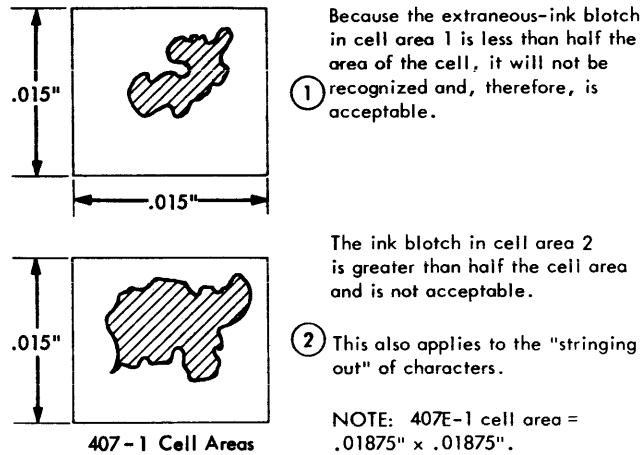 .015"
.015"
Because the extraneous-ink blotch
in cell area 1 is less than half the
area of the cell, it will not be
1 recognized and, therefore, is
acceptable.
.015"
407-1 Cell Areas
The ink blotch in cell area 2
is greater than half the cell area
and is not acceptable.
2 This also applies to the "stringing
out" of characters.
NOTE: 407E-1 cell area =
.01875" x .01875".